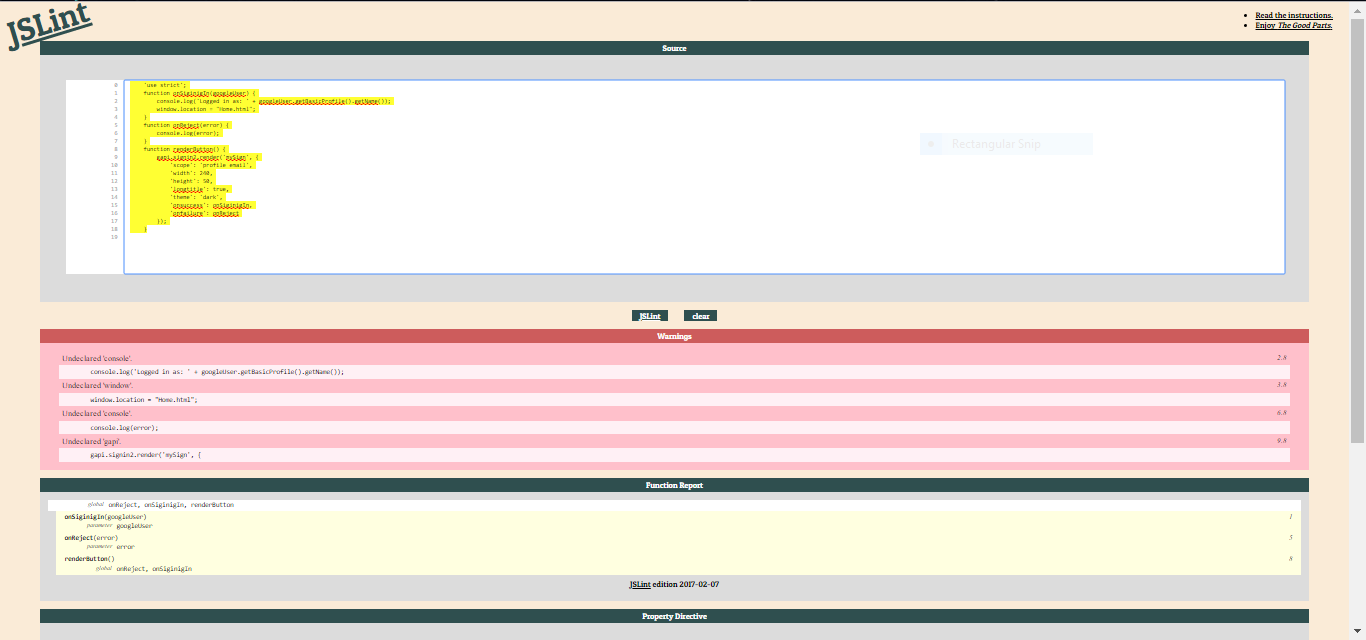 JSLint
Read the instructions.
Enjoy The Good Parts.
Source
0 'use strict';
1 function onSiginigIn(googleUser) {
2 console.log('Logged in as: ' + googleUser.getBasicProfile().getName());
3 window.location = "Home.html";
4 }
5 function onReject(error) {
6 console.log(error);
7 }
8 function renderButton() {
9 gapi.signin2.render('mySign', {
10 'scope': 'profile email',
11 'width': 240,
12 'height': 50,
13 'longtitle': true,
14 'theme': 'dark',
15 'onsuccess': onSiginigIn,
16 'onfailure': onReject
17 });
18 }
19
Rectangular Snip
JSLint clear
Warnings
Undeclared 'console'. 2.8
console.log('Logged in as: ' + googleUser.getBasicProfile().getName());
Undeclared 'window'. 3.8
window.location = "Home.html";
Undeclared 'console'. 6.8
console.log(error);
Undeclared 'gapi'. 9.8
gapi.signin2.render('mySign', {
Function Report
global onReject, onSiginigIn, renderButton
onSiginigIn(googleUser) 1
parameter googleUser
onReject(error) 5
parameter error
renderButton() 8
global onReject, onSiginigIn
JSLint edition 2017-02-07
Property Directive